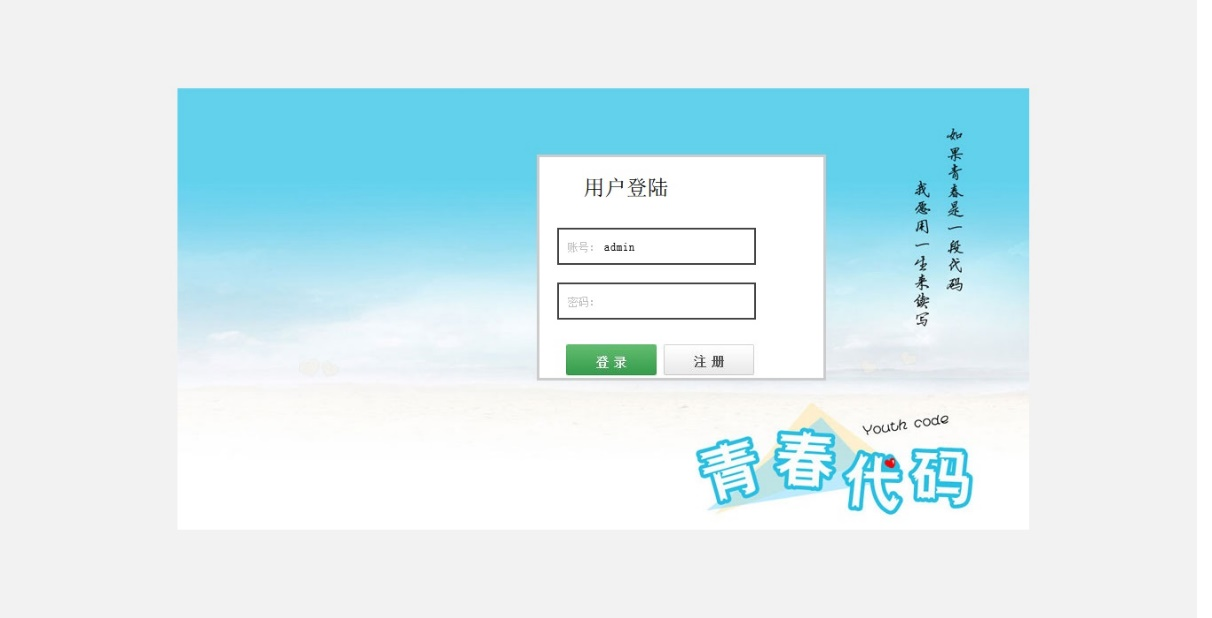 用户登陆
账号: admin
密码:
登 录
注 册
如果青春是一段代码
我愿用一生来续写
Youth code
青春代码